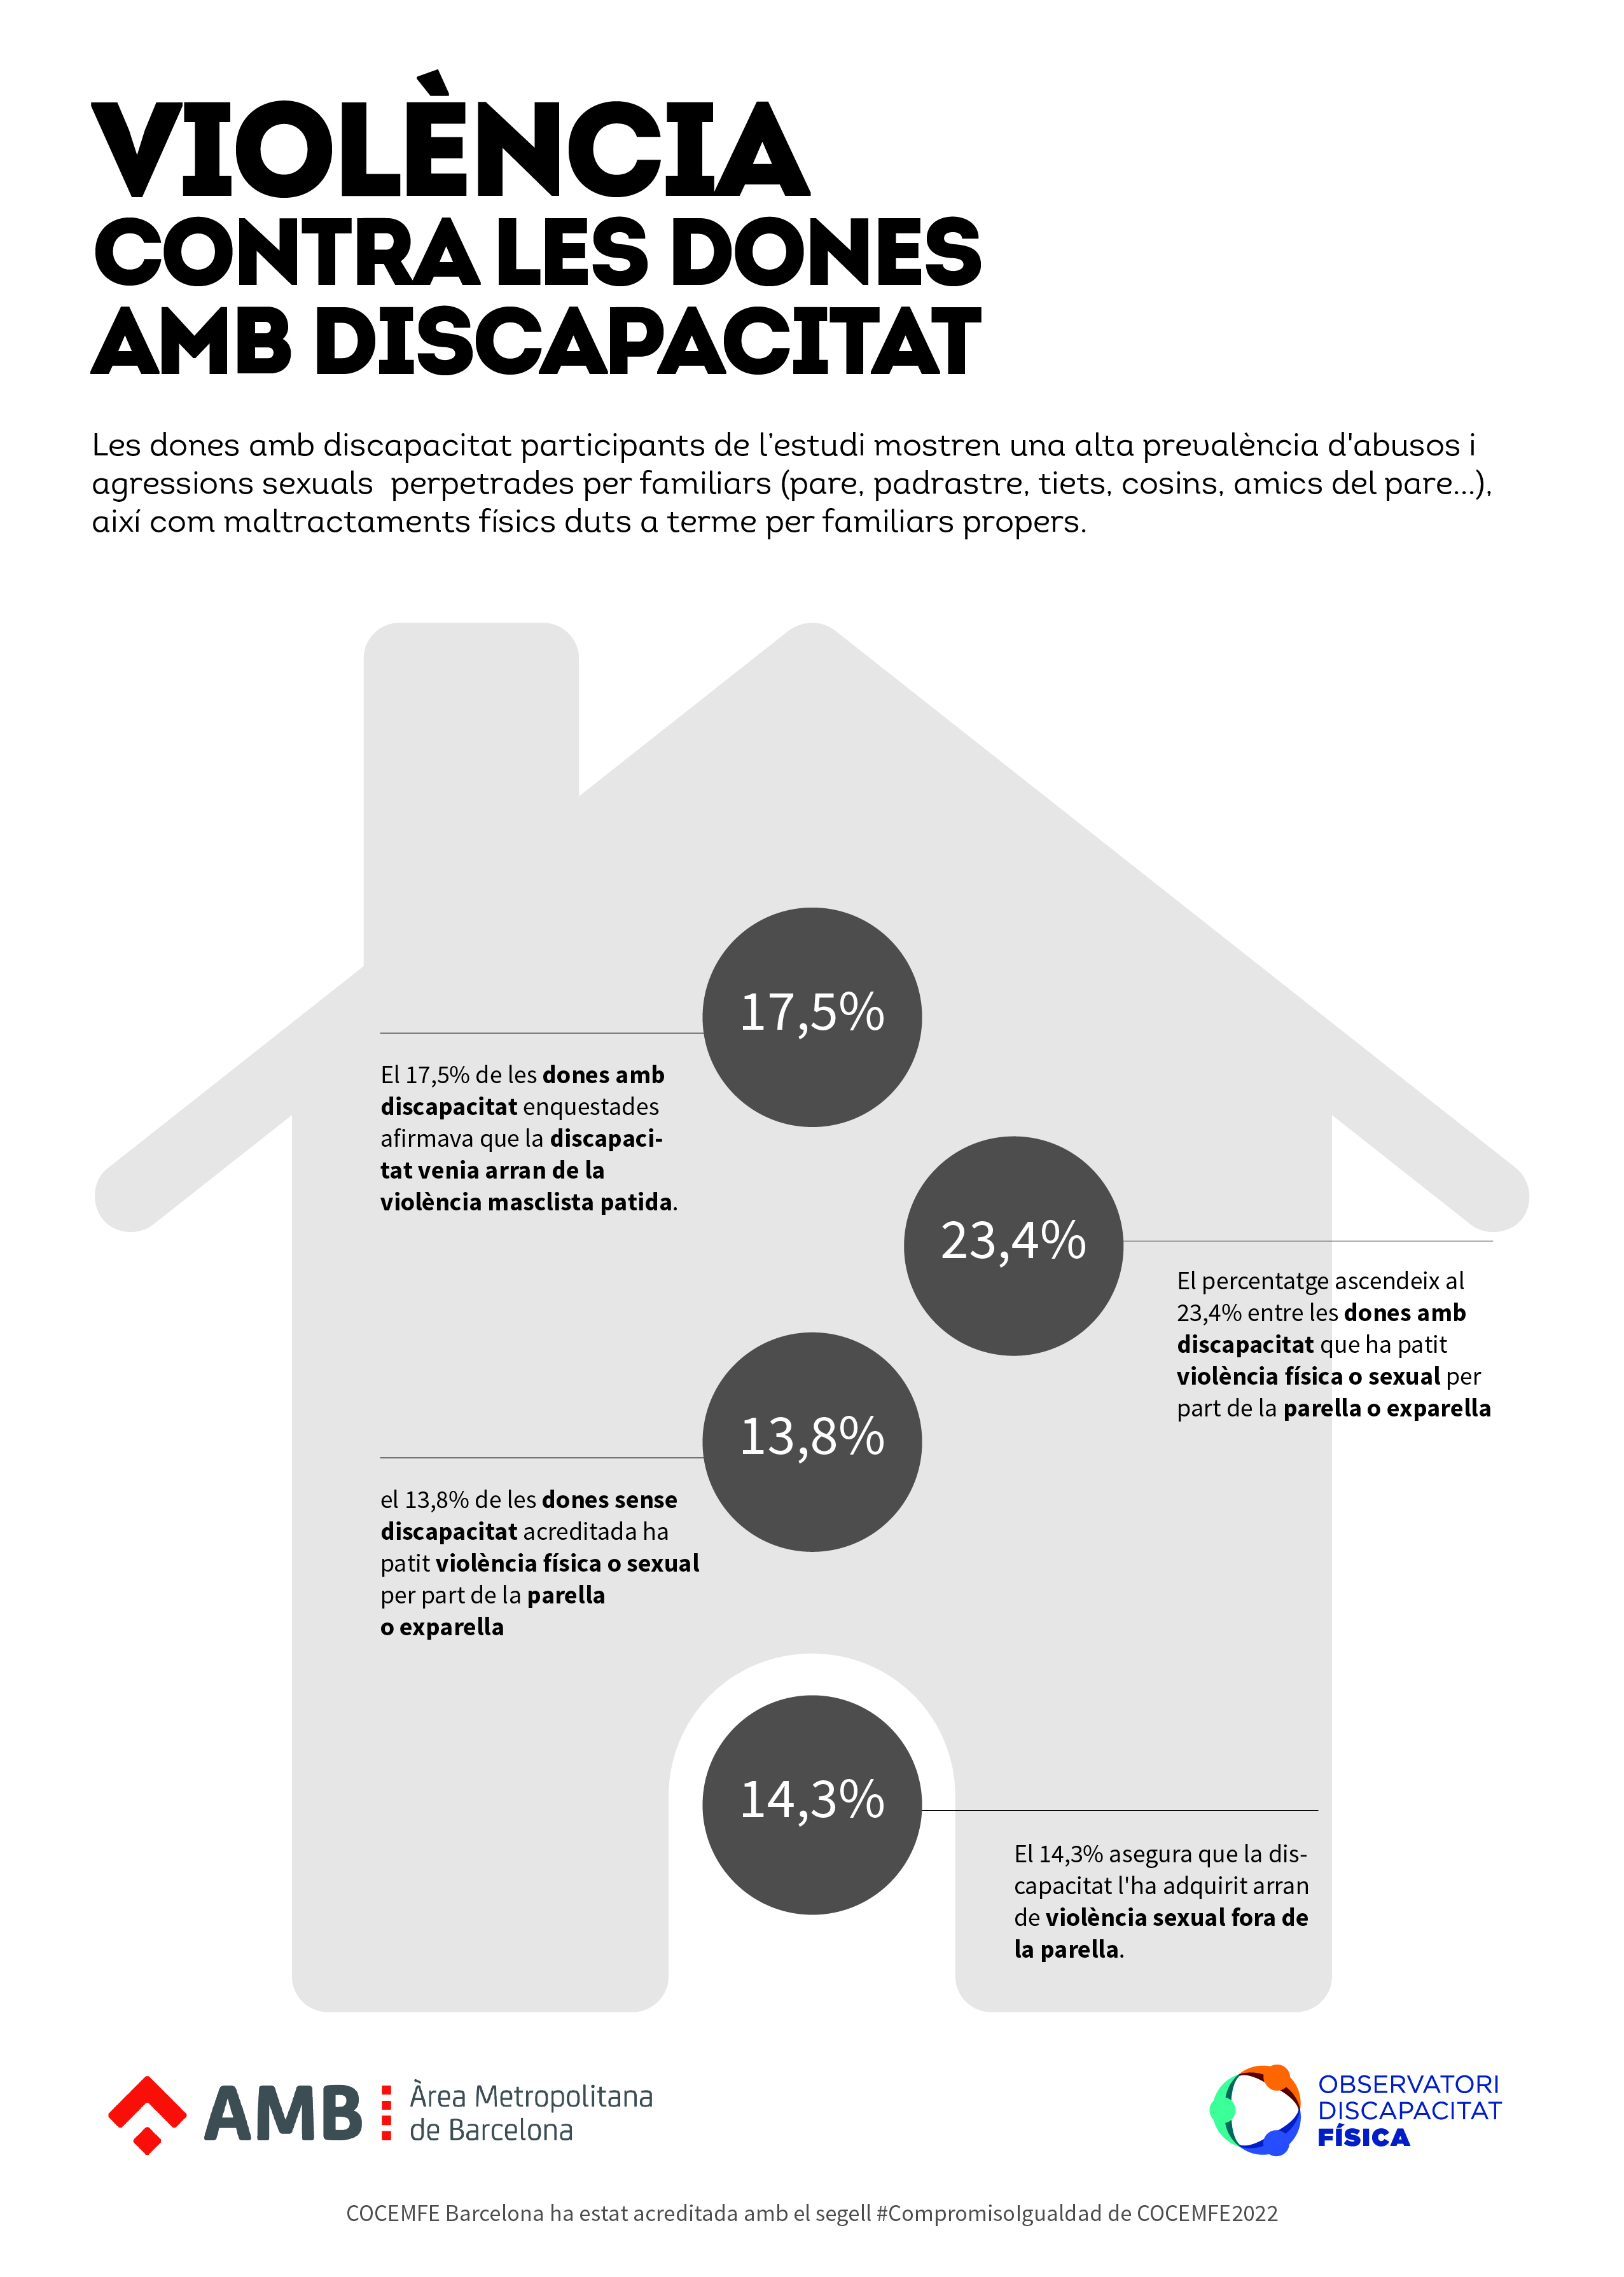 VIOLÈNCIA
CONTRA LES DONES
AMB DISCAPACITAT
Les dones amb discapacitat participants de l’estudi mostren una alta prevalència d'abusos i
agressions sexuals perpetrades per familiars (pare, padrastre, tiets, cosins, amics del pare...),
així com maltractaments físics duts a terme per familiars propers.
17,5%
El 17,5% de les dones amb
discapacitat enquestades
afirmava que la discapaci-
tat venia arran de la
violència masclista patida.
23,4%
El percentatge ascendeix al
23,4% entre les dones amb
discapacitat que ha patit
violència física o sexual per
part de la parella o exparella
13,8%
el 13,8% de les dones sense
discapacitat acreditada ha
patit violència física o sexual
per part de la parella
o exparella
14,3%
El 14,3% asegura que la dis-
capacitat l'ha adquirit arran
de violència sexual fora de
la parella.
AMB
Àrea Metropolitana
de Barcelona
OBSERVATORI
DISCAPACITAT
FÍSICA
COCEMFE Barcelona ha estat acreditada amb el segell #CompromisoIgualdad de COCEMFE2022